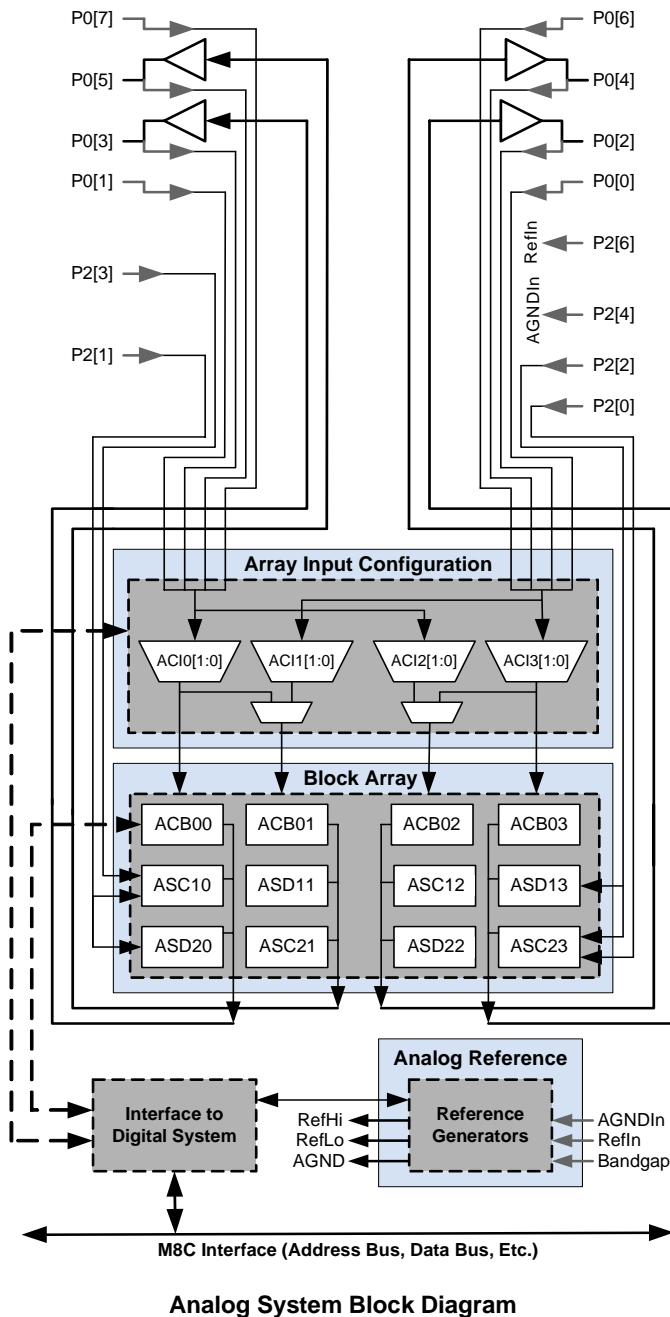 P0[7]
P0[6]
P0[5]
P0[4]
P0[3]
P0[2]
P0[1]
P0[0]
P2[6]
RefIn
AGNDIn
P2[3]
P2[4]
P2[1]
P2[2]
P2[0]
Array Input Configuration
ACI0[1:0]
ACI1[1:0]
ACI2[1:0]
ACI3[1:0]
Block Array
ACB00
ACB01
ACB02
ACB03
ASC10
ASD11
ASC12
ASD13
ASD20
ASC21
ASD22
ASC23
Analog Reference
Interface to
Digital System
RefHi
RefLo
AGND
Reference
Generators
AGNDIn
RefIn
Bandgap
M8C Interface (Address Bus, Data Bus, Etc.)
Analog System Block Diagram